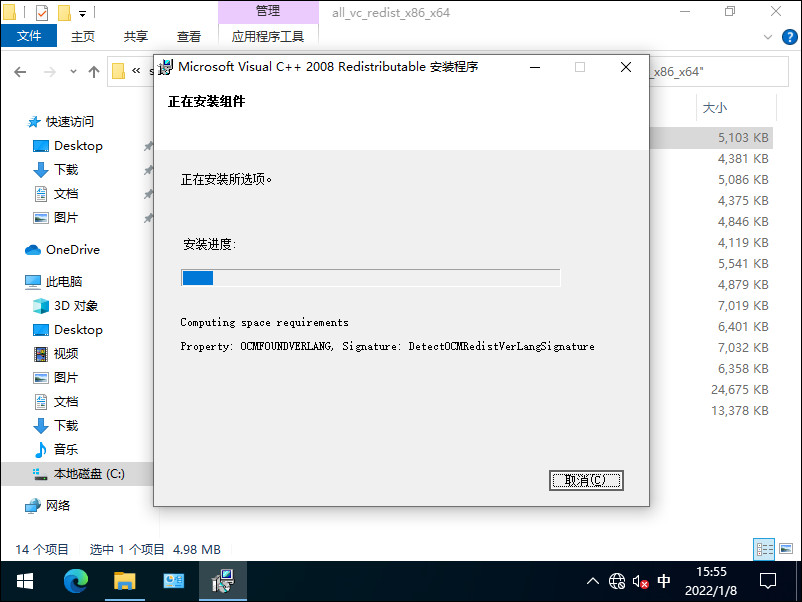 管理
all_vc_redist_x86_x64
文件
主页
共享
查看
应用程序工具
«
_x86_x64"
Microsoft Visual C++ 2008 Redistributable 安装程序
正在安装组件
正在安装所选项。
安装进度:
Computing space requirements
Property: OCMFOUNDVERLANG, Signature: DetectOCMRedistVerLangSignature
取消(C)
快速访问
Desktop
下载
文档
图片
OneDrive
此电脑
3D 对象
Desktop
视频
图片
文档
下载
音乐
本地磁盘 (C:)
网络
大小
5,103 KB
4,381 KB
5,086 KB
4,375 KB
4,846 KB
4,119 KB
5,541 KB
4,879 KB
7,019 KB
6,401 KB
7,032 KB
6,358 KB
24,675 KB
13,378 KB
14 个项目 选中 1 个项目 4.98 MB
中
15:55
2022/1/8